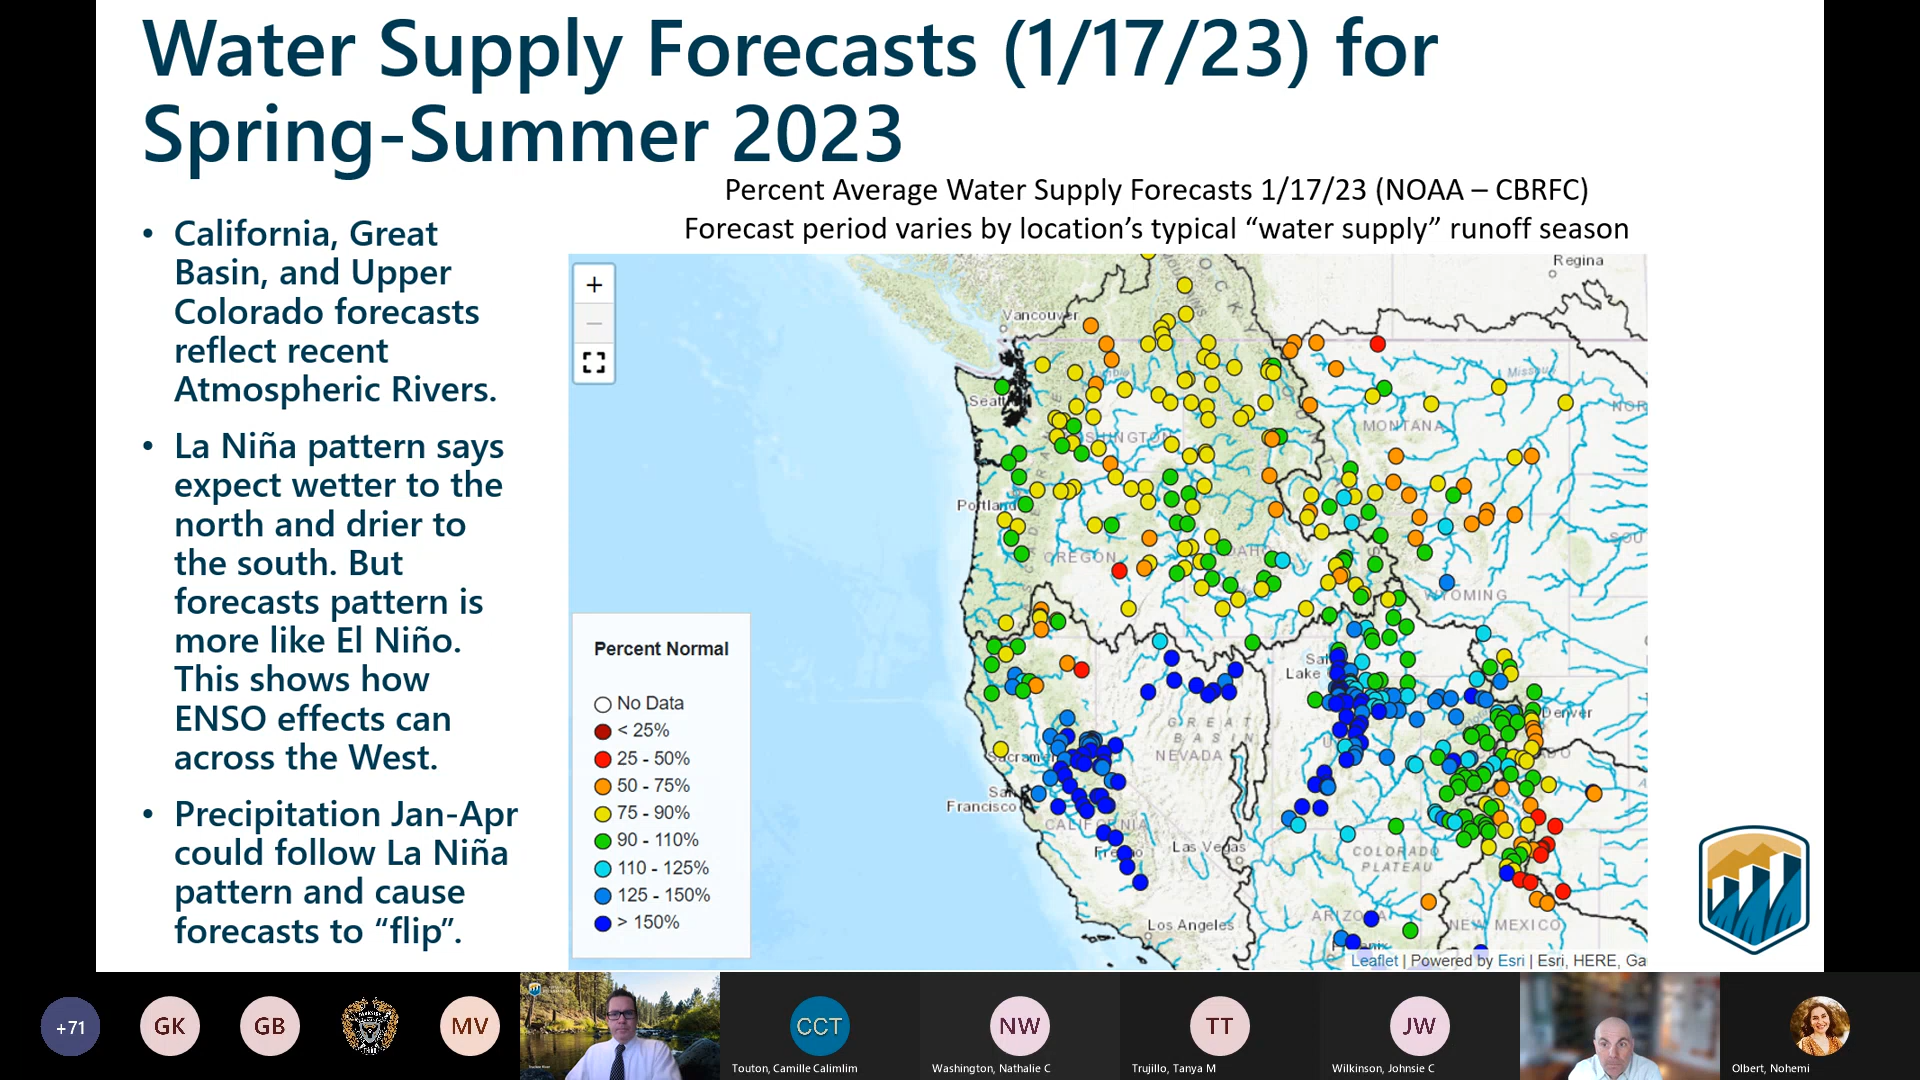 Water Supply Forecasts (1/17/23) for
Spring-Summer 2023
Percent Average Water Supply Forecasts 1/17/23 (NOAA – CBRFC)
Forecast period varies by location’s typical “water supply” runoff season
• California, Great
Basin, and Upper
Colorado forecasts
reflect recent
Atmospheric Rivers.
• La Niña pattern says
expect wetter to the
north and drier to
the south. But
forecasts pattern is
more like El Niño.
This shows how
ENSO effects can
across the West.
• Precipitation Jan-Apr
could follow La Niña
pattern and cause
forecasts to “flip”.
+
−
Regina
Vancouver
MONTANA
Portland
OREGON
WYOMING
Percent Normal
No Data
< 25%
25 - 50%
50 - 75%
75 - 90%
90 - 110%
110 - 125%
125 - 150%
> 150%
Salt
Lake
GREAT
BASIN
NEVADA
Denver
San
Francisco
CALIFORNIA
Fresno
Las Vegas
COLORADO
PLATEAU
Los Angeles
ARIZONA
NEW MEXICO
Leaflet | Powered by Esri | Esri, HERE, Ga
+71
GK
GB
MV
CCT
NW
TT
JW
Touton, Camille Calimlim
Washington, Nathalie C
Trujillo, Tanya M
Wilkinson, Johnsie C
Olbert, Nohemi